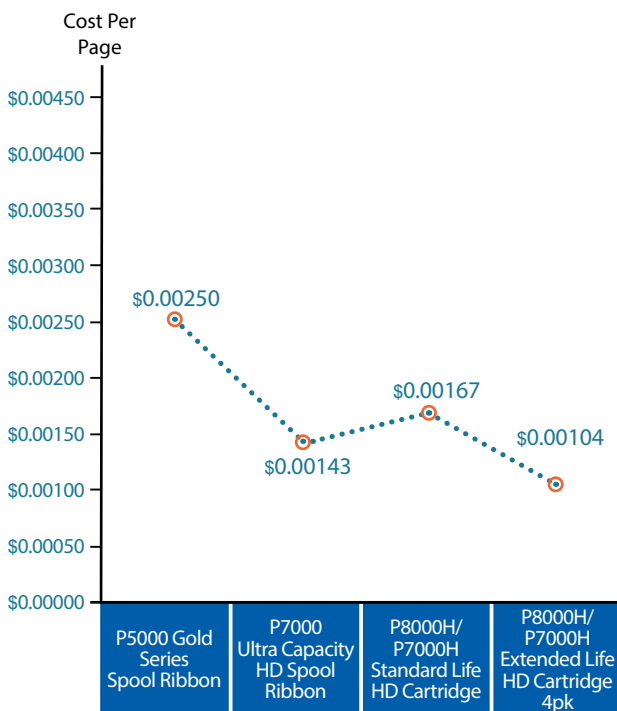 Cost Per
Page
$0.00450
$0.00400
$0.00350
$0.00300
$0.00250
$0.00200
$0.00150
$0.00100
$0.00050
$0.00000
$0.00250
$0.00143
$0.00167
$0.00104
P5000 Gold
Series
Spool Ribbon
P7000
Ultra Capacity
HD Spool
Ribbon
P8000H/
P7000H
Standard Life
HD Cartridge
P8000H/
P7000H
Extended Life
HD Cartridge
4pk